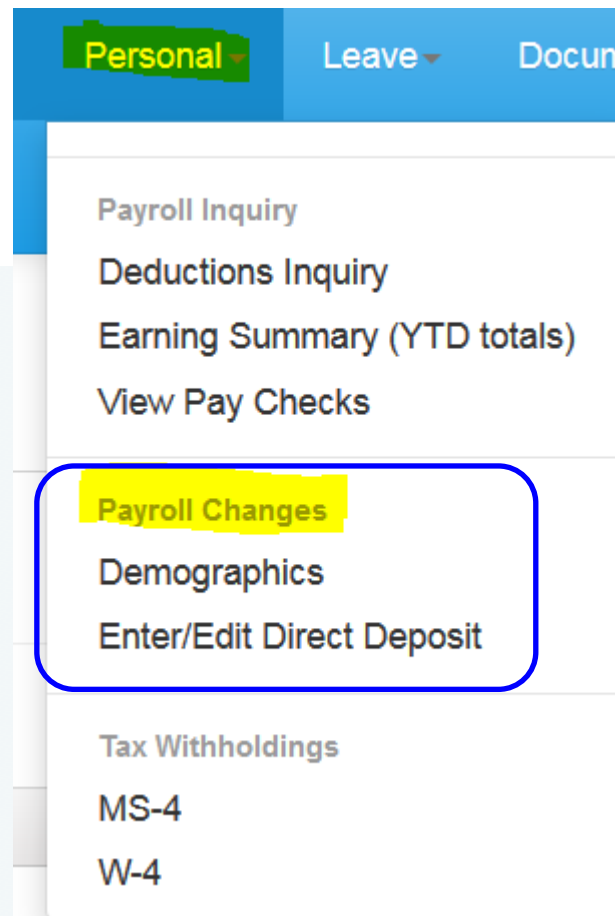 Personal Leave
Payroll Inquiry
Deductions Inquiry
Earning Summary (YTD totals)
View Pay Checks
Payroll Changes
Demographics
Enter/Edit Direct Deposit
Tax Withholdings
MS-4
W-4